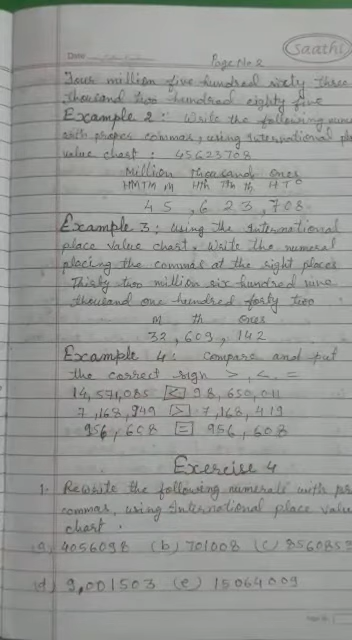 saathi
Date
Page No 2
Four million five hundred sixty three
thousand two hundred eighty five
Example 2: Write the following
with proper commas, using International
value chart: 45623708
Million Thousand ones
HM TM M Hth Tth th H T O
4 5 , 6 2 3 , 708
Example 3: Using the International
place value chart, Write the numeral
placing the commas at the right places
Thirty two million six hundred nine
thousand one hundred forty two
m th ones
32, 609, 142
Example 4: Compare and put
the correct sign >, <, =
14,571,085 < 98,650,011
7,168,949 > 7,168,419
956,608 = 956,608
Exercise 4
1. Rewrite the following numerals with
commas, using International place value
chart.
(a) 4056098 (b) 701008 (c) 8560853
(d) 9,001503 (e) 15064009